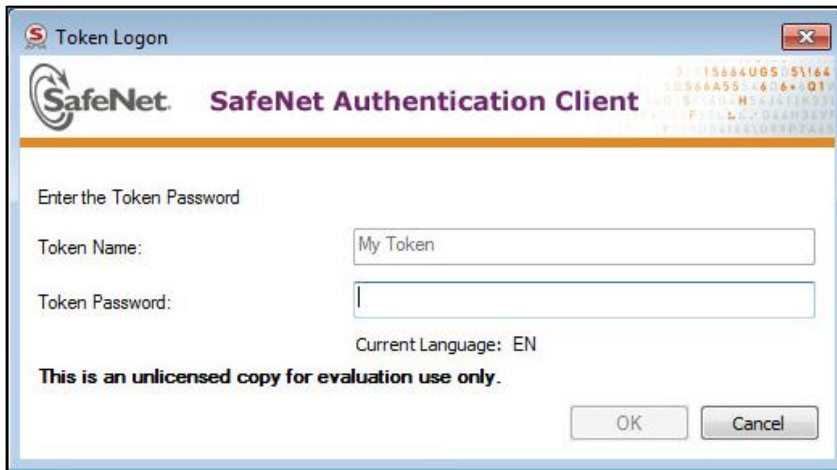 Token Logon
SafeNet. SafeNet Authentication Client
Enter the Token Password
Token Name: My Token
Token Password:
Current Language: EN
This is an unlicensed copy for evaluation use only.
OK Cancel